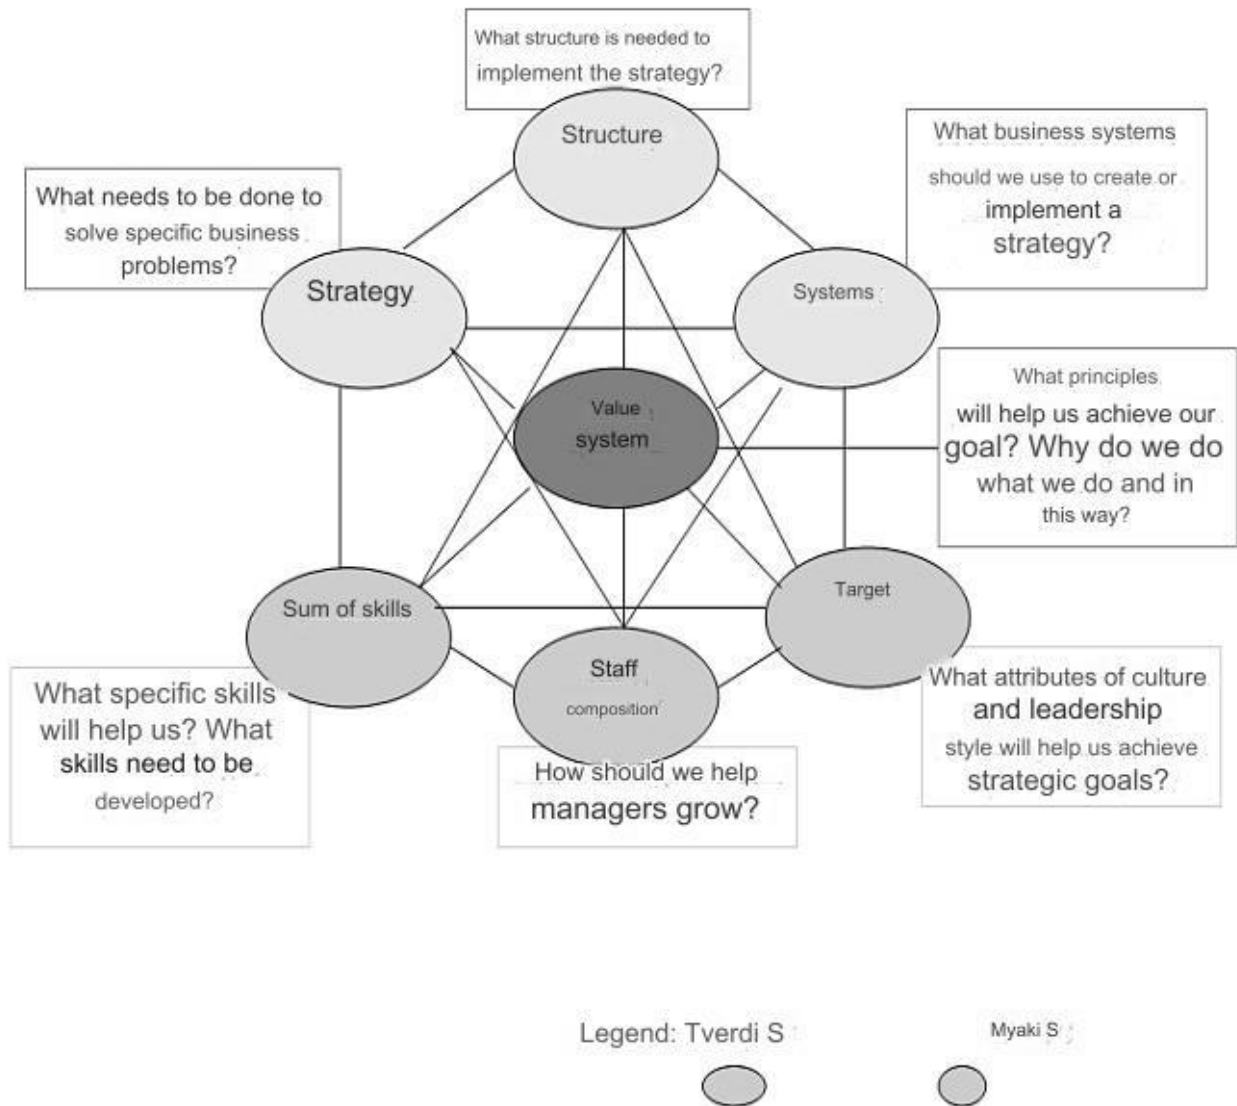 What structure is needed to
implement the strategy?
Structure
What business systems
should we use to create or
implement a
strategy?
What needs to be done to
solve specific business
problems?
Strategy
Systems
What principles
will help us achieve our
goal? Why do we do
what we do and in
this way?
Value
system
Sum of skills
Target
Staff
composition
What specific skills
will help us? What
skills need to be
developed?
What attributes of culture
and leadership
style will help us achieve
strategic goals?
How should we help
managers grow?
Legend: Tverdi S
Myaki S